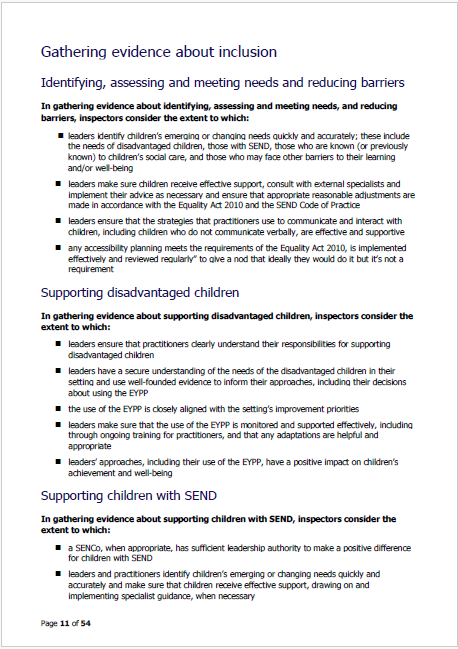 Gathering evidence about inclusion
Identifying, assessing and meeting needs and reducing barriers
In gathering evidence about identifying, assessing and meeting needs, and reducing
barriers, inspectors consider the extent to which:
■ leaders identify children's emerging or changing needs quickly and accurately; these include
the needs of disadvantaged children, those with SEND, those who are known (or previously
known) to children's social care, and those who may face other barriers to their learning
and/or well-being
■ leaders make sure children receive effective support, consult with external specialists and
implement their advice as necessary and ensure that appropriate reasonable adjustments are
made in accordance with the Equality Act 2010 and the SEND Code of Practice
■ leaders ensure that the strategies that practitioners use to communicate and interact with
children, including children who do not communicate verbally, are effective and supportive
■ any accessibility planning meets the requirements of the Equality Act 2010, is implemented
effectively and reviewed regularly" to give a nod that ideally they would do it but it's not a
requirement
Supporting disadvantaged children
In gathering evidence about supporting disadvantaged children, inspectors consider the
extent to which:
■ leaders ensure that practitioners clearly understand their responsibilities for supporting
disadvantaged children
■ leaders have a secure understanding of the needs of the disadvantaged children in their
setting and use well-founded evidence to inform their approaches, including their decisions
about using the EYPP
■ the use of the EYPP is closely aligned with the setting's improvement priorities
■ leaders make sure that the use of the EYPP is monitored and supported effectively, including
through ongoing training for practitioners, and that any adaptations are helpful and
appropriate
■ leaders' approaches, including their use of the EYPP, have a positive impact on children's
achievement and well-being
Supporting children with SEND
In gathering evidence about supporting children with SEND, inspectors consider the
extent to which:
■ a SENCo, when appropriate, has sufficient leadership authority to make a positive difference
for children with SEND
■ leaders and practitioners identify children's emerging or changing needs quickly and
accurately and make sure that children receive effective support, drawing on and
implementing specialist guidance, when necessary
Page 11 of 54